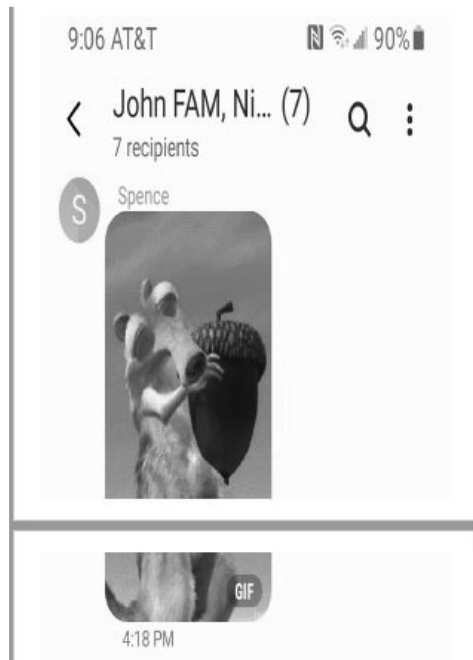 9:06 AT&T 90%
John FAM, Ni... (7)
7 recipients
S
Spence
GIF
4:18 PM